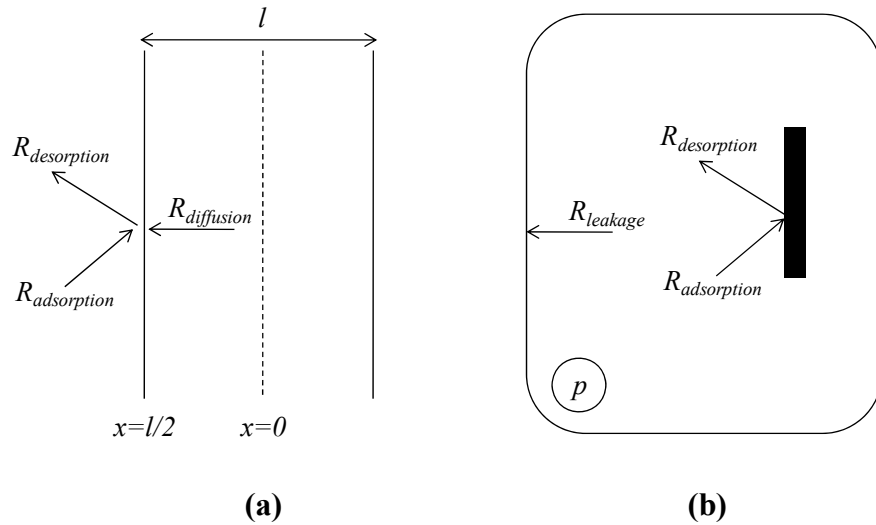 l
R_desorption
R_diffusion
R_adsorption
x=l/2
x=0
(a)
R_desorption
R_leakage
R_adsorption
p
(b)